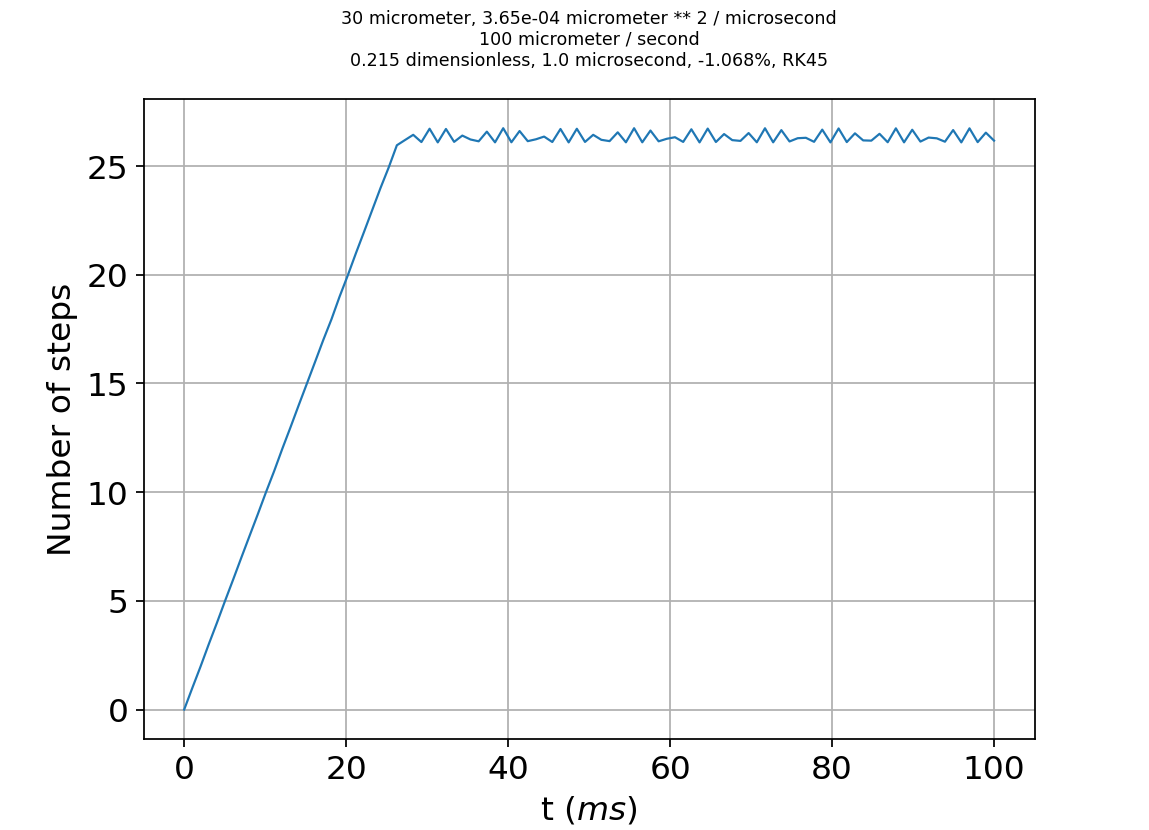 30 micrometer, 3.65e-04 micrometer ** 2 / microsecond
100 micrometer / second
0.215 dimensionless, 1.0 microsecond, -1.068%, RK45
Number of steps
25
20
15
10
5
0
0 20 40 60 80 100
t (ms)